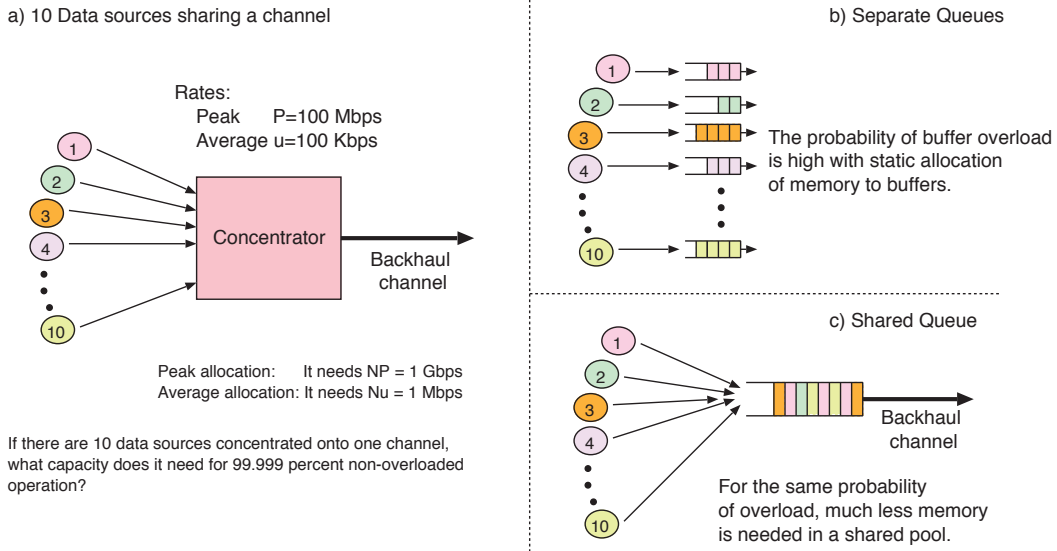 a) 10 Data sources sharing a channel
Rates:
Peak P=100 Mbps
Average u=100 Kbps
1
2
3
4
10
Concentrator
Backhaul
channel
Peak allocation: It needs NP = 1 Gbps
Average allocation: It needs Nu = 1 Mbps
If there are 10 data sources concentrated onto one channel,
what capacity does it need for 99.999 percent non-overloaded
operation?
b) Separate Queues
1
2
3
4
10
The probability of buffer overload
is high with static allocation
of memory to buffers.
c) Shared Queue
1
2
3
4
10
Backhaul
channel
For the same probability
of overload, much less memory
is needed in a shared pool.